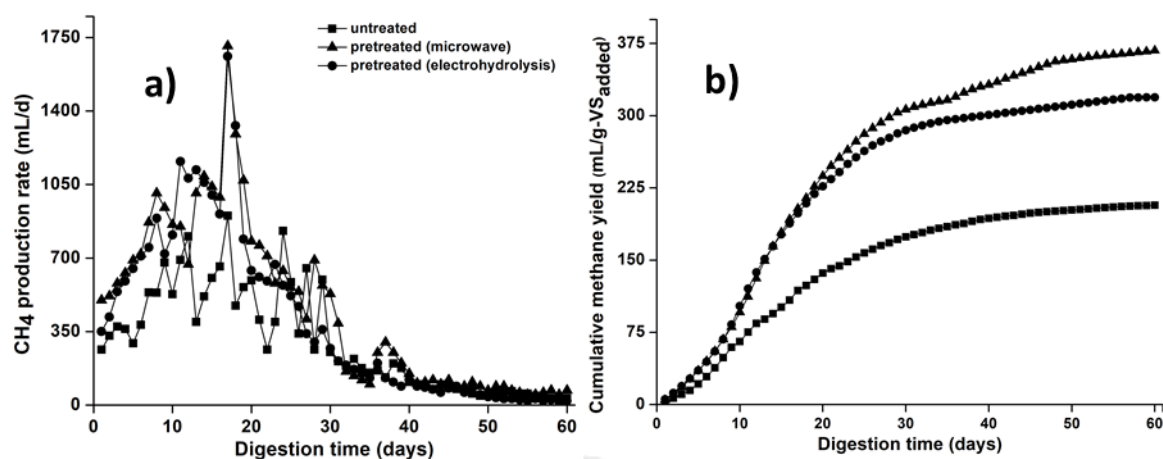 a)
untreated
pretreated (microwave)
pretreated (electrohydrolysis)
CH4 production rate (mL/d)
1750
1400
1050
700
350
0
0 10 20 30 40 50 60
Digestion time (days)
b)
Cumulative methane yield (mL/g-VSadded)
375
300
225
150
75
0
0 10 20 30 40 50 60
Digestion time (days)